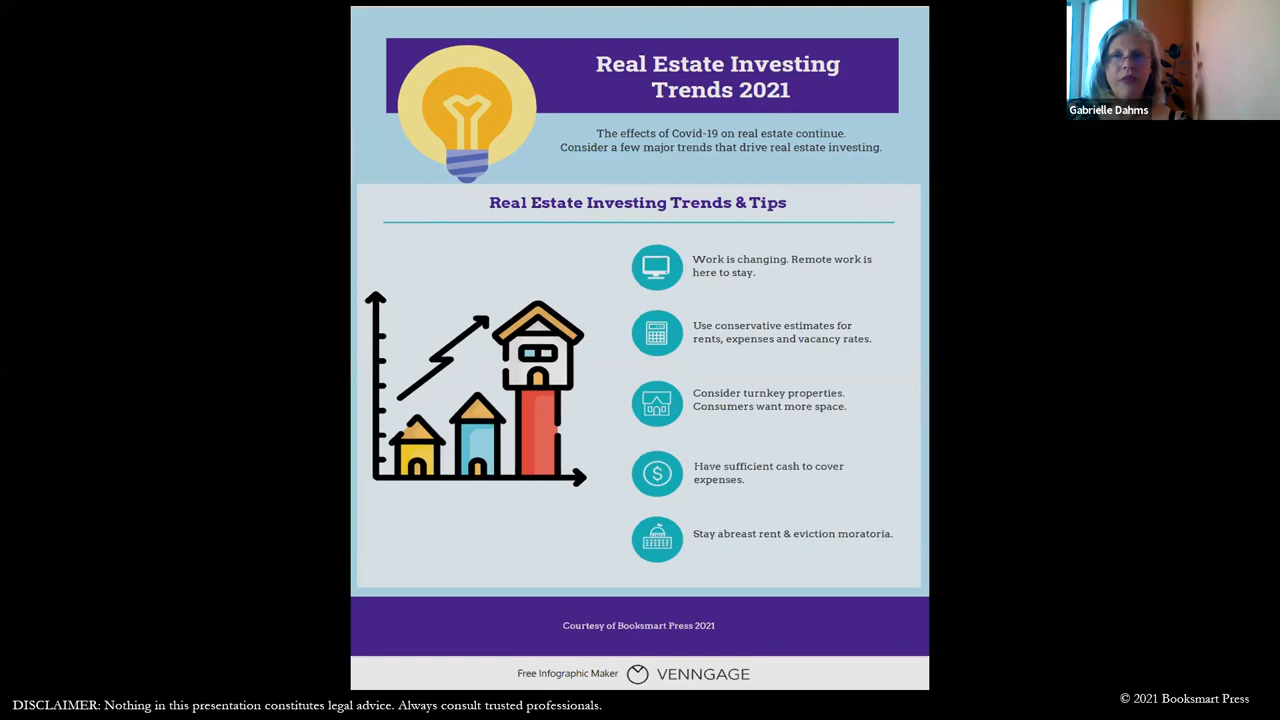 Real Estate Investing
Trends 2021
The effects of Covid-19 on real estate continue.
Consider a few major trends that drive real estate investing.
Real Estate Investing Trends & Tips
Work is changing. Remote work is
here to stay.
Use conservative estimates for
rents, expenses and vacancy rates.
Consider turnkey properties.
Consumers want more space.
$
Have sufficient cash to cover
expenses.
Stay abreast rent & eviction moratoria.
Courtesy of Booksmart Press 2021
Free Infographic Maker VENNGAGE
Gabrielle Dahms
DISCLAIMER: Nothing in this presentation constitutes legal advice. Always consult trusted professionals.
© 2021 Booksmart Press